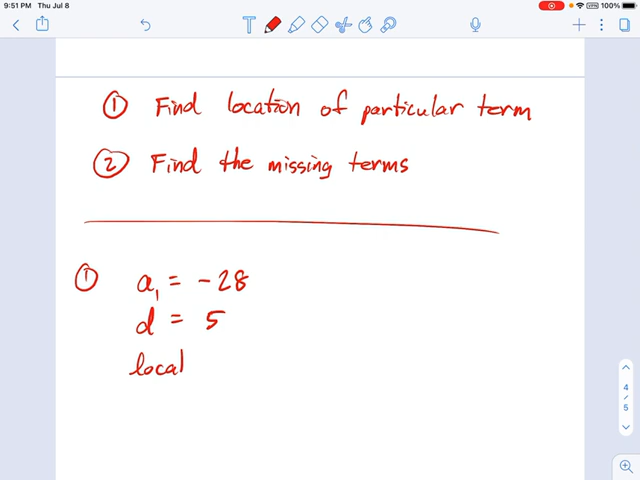 9:51 PM Thu Jul 8 100%
T
① Find location of particular term
② Find the missing terms
① a₁ = -28
d = 5
local
4
/
5